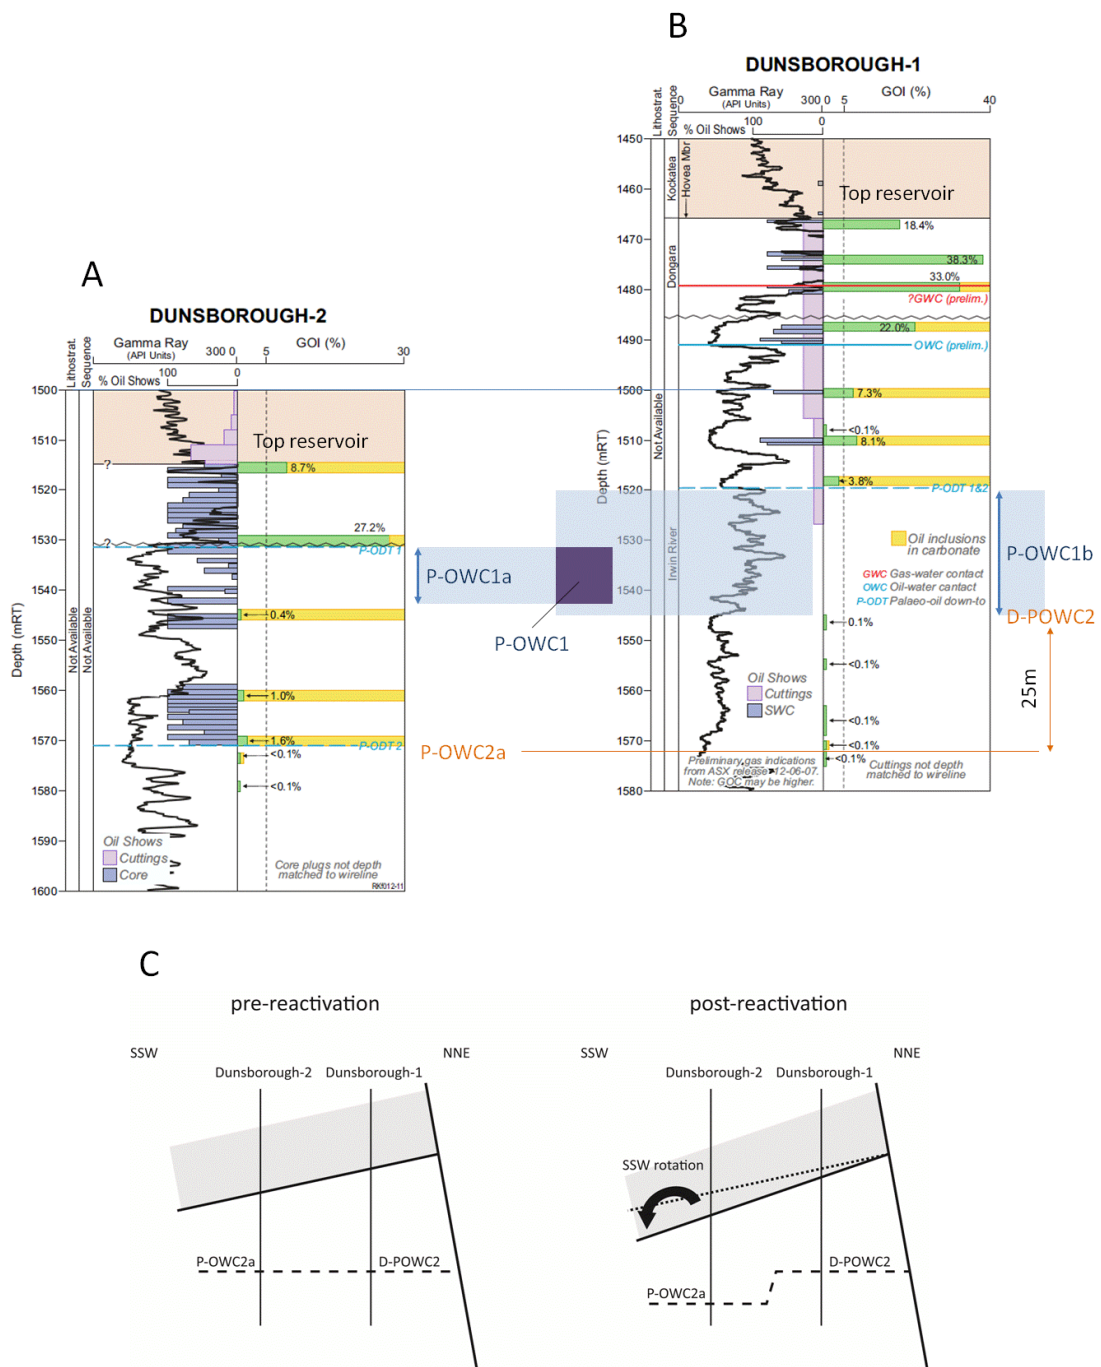 B
DUNSBOROUGH-1
Lithostrat.
Sequence
Gamma Ray
(API Units)
GOI (%)
0
300 0
5
40
100
0
% Oil Shows
1450
1460
1470
1480
1490
1500
1510
1520
1530
1540
1550
1560
1570
1580
Depth (mRT)
Kockatea
Hovea Mbr
Dongara
Not Available
Irwin River
Top reservoir
18.4%
38.3%
33.0%
?GWC (prelim.)
22.0%
OWC (prelim.)
7.3%
<0.1%
8.1%
3.8%
P-ODT 1&2
Oil inclusions
in carbonate
GWC Gas-water contact
OWC Oil-water cantact
P-ODT Palaeo-oil down-to
0.1%
<0.1%
<0.1%
<0.1%
<0.1%
Oil Shows
Cuttings
SWC
Preliminary gas indications
from ASX release 12-06-07.
Note: GOC may be higher.
Cuttings not depth
matched to wireline
P-OWC1b
D-POWC2
25m
A
DUNSBOROUGH-2
Lithostrat.
Sequence
Gamma Ray
(API Units)
GOI (%)
300 0
5
30
100
0
% Oil Shows
1500
1510
1520
1530
1540
1550
1560
1570
1580
1590
1600
Depth (mRT)
Not Available
Not Available
Top reservoir
?
8.7%
27.2%
?
P-ODT 1
0.4%
1.0%
1.6%
P-ODT 2
<0.1%
<0.1%
Oil Shows
Cuttings
Core
Core plugs not depth
matched to wireline
RKf012-11
P-OWC1a
P-OWC1
P-OWC2a
C
pre-reactivation
SSW
NNE
Dunsborough-2
Dunsborough-1
P-OWC2a
D-POWC2
post-reactivation
SSW
NNE
Dunsborough-2
Dunsborough-1
SSW rotation
D-POWC2
P-OWC2a